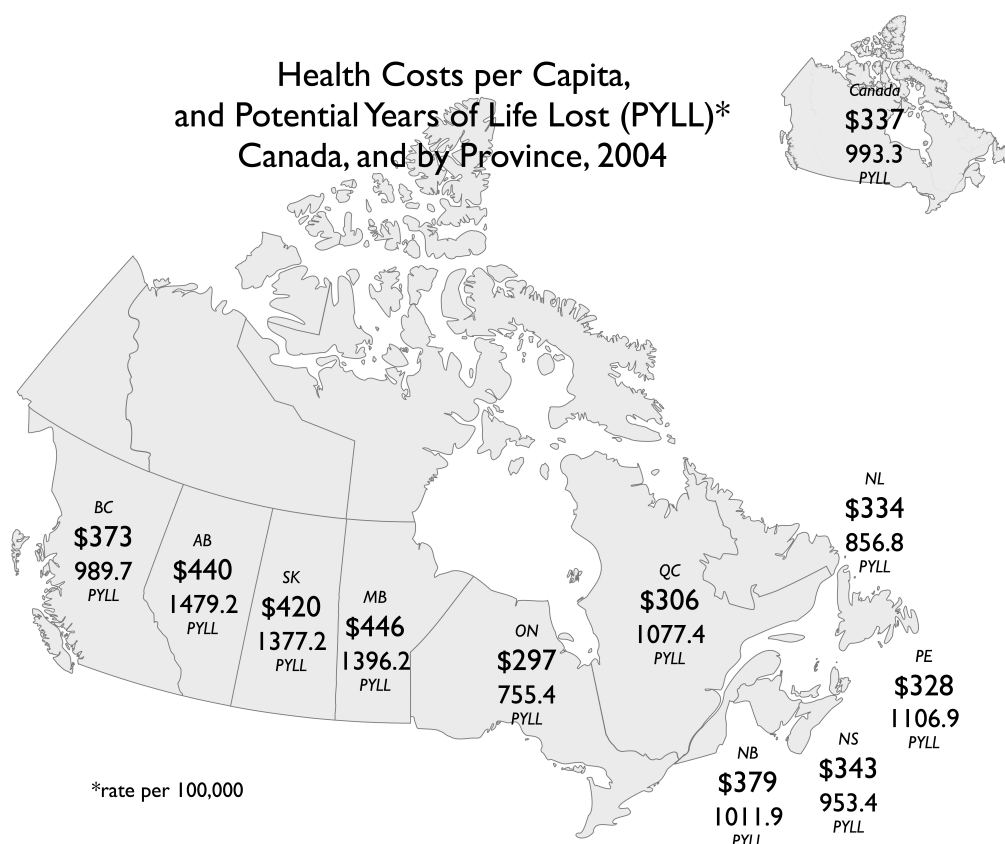 Health Costs per Capita,
and Potential Years of Life Lost (PYLL)*
Canada, and by Province, 2004
Canada
$337
993.3
PYLL
BC
$373
989.7
PYLL
AB
$440
1479.2
PYLL
SK
$420
1377.2
PYLL
MB
$446
1396.2
PYLL
ON
$297
755.4
PYLL
QC
$306
1077.4
PYLL
NL
$334
856.8
PYLL
PE
$328
1106.9
PYLL
NB
$379
1011.9
PYLL
NS
$343
953.4
PYLL
*rate per 100,000